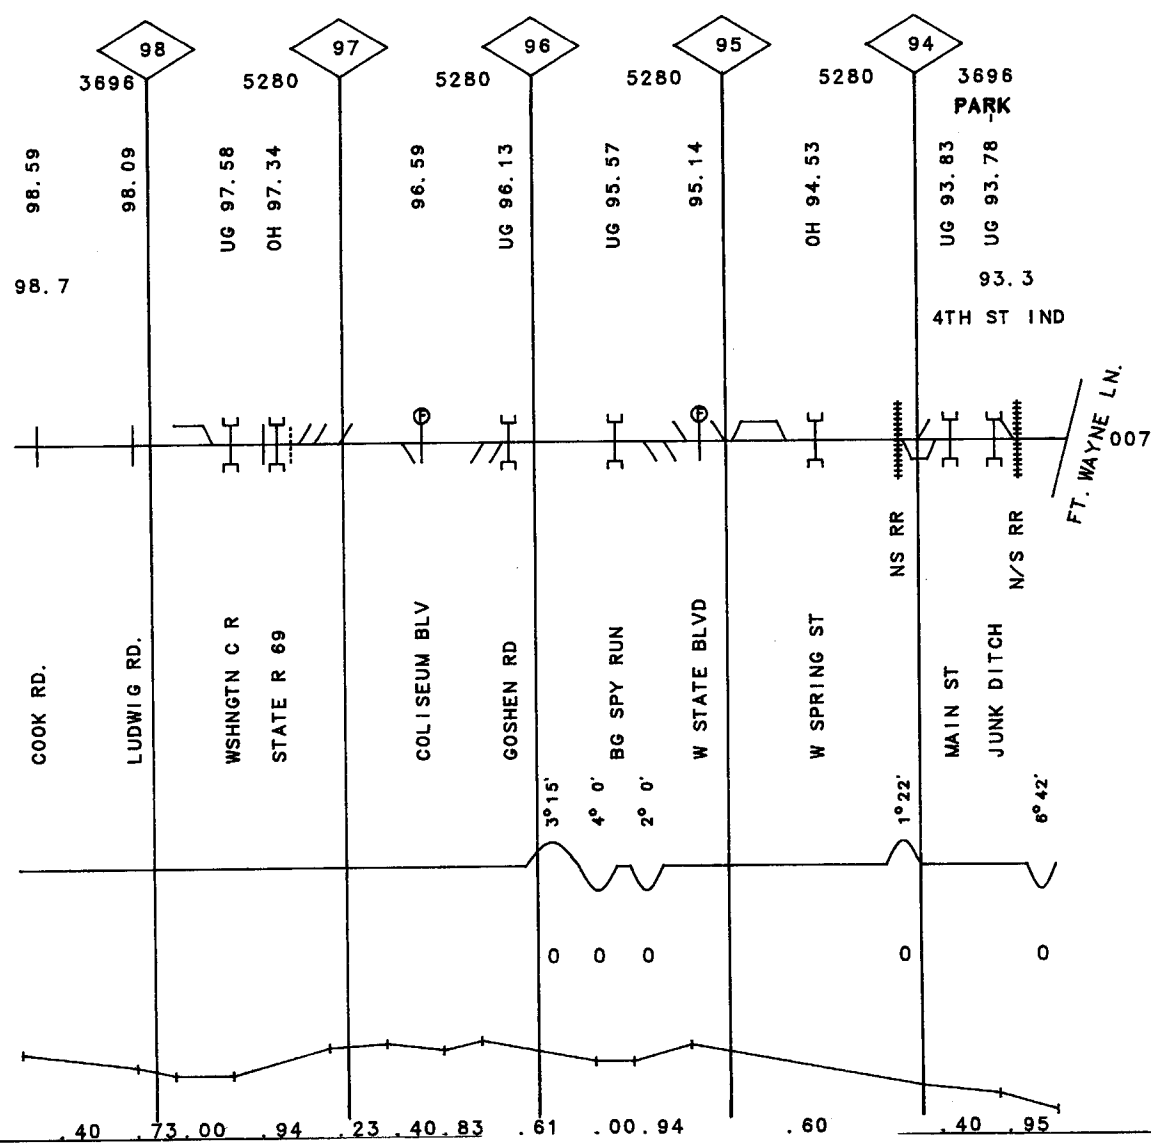 98 97 96 95 94
3696 5280 5280 5280 5280 3696
PARK
98.59
98.09
UG 97.58
OH 97.34
96.59
UG 96.13
UG 95.57
95.14
OH 94.53
UG 93.83
UG 93.78
98.7
93.3
4TH ST IND
F
F
FT. WAYNE LN.
007
NS RR
N/S RR
COOK RD.
LUDWIG RD.
WSHNGTN C R
STATE R 69
COLISEUM BLV
GOSHEN RD
BG SPY RUN
W STATE BLVD
W SPRING ST
MAIN ST
JUNK DITCH
3°15'
4° 0'
2° 0'
1°22'
6°42'
0 0 0 0 0
.40 .73 .00 .94 .23 .40 .83 .61 .00 .94 .60 .40 .95